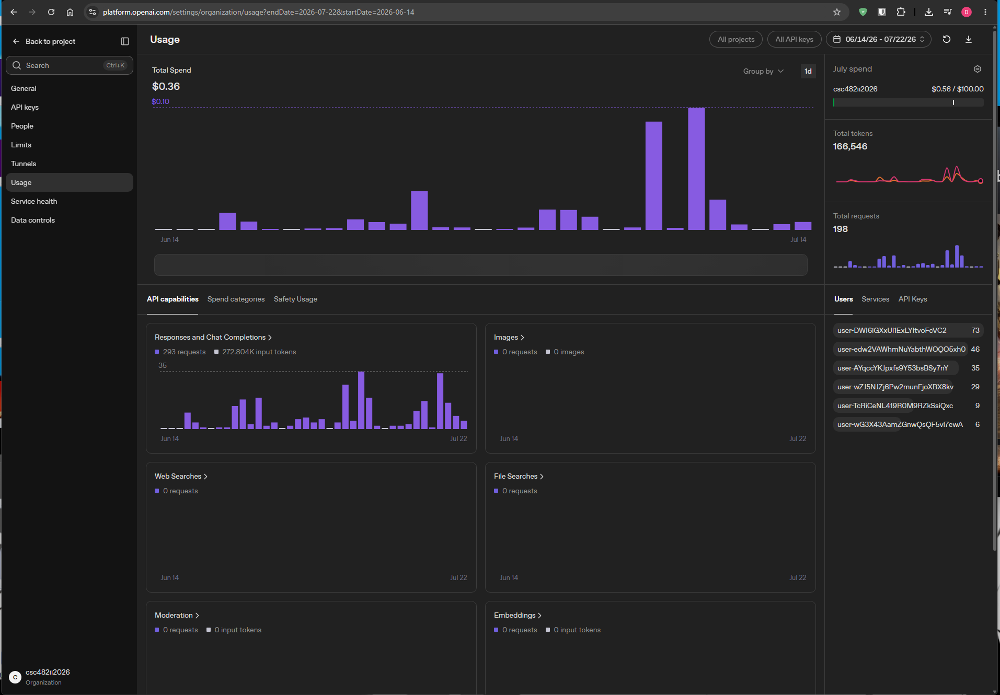 platform.openai.com/settings/organization/usage?endDate=2026-07-22&startDate=2026-06-14
D
Back to project
Search
Ctrl+K
General
API keys
People
Limits
Tunnels
Usage
Service health
Data controls
csc482ii2026
Organization
C
Usage
All projects
All API keys
06/14/26 - 07/22/26
Total Spend
$0.36
$0.10
Group by
1d
Jun 14
Jul 14
July spend
csc482ii2026
$0.56 / $100.00
Total tokens
166,546
Total requests
198
API capabilities
Spend categories
Safety Usage
Responses and Chat Completions
293 requests
272.804K input tokens
35
Jun 14
Jul 22
Images
0 requests
0 images
Jun 14
Jul 22
Web Searches
0 requests
Jun 14
Jul 22
File Searches
0 requests
Jun 14
Jul 22
Moderation
0 requests
0 input tokens
Embeddings
0 requests
0 input tokens
Users
Services
API Keys
user-DWI6iGXxUl1ExLYItvoFcVC2 73
user-edw2VAWhmNuYabthWOQO5xh0 46
user-AYqccYKJpxfs9Y53bsBSy7nY 35
user-wZJ5NJZj6Pw2munFjoXBX8kv 29
user-TcRiCeNL419R0M9RZkSsiQxc 9
user-wG3X43AamZGnwQsQF5vl7ewA 6